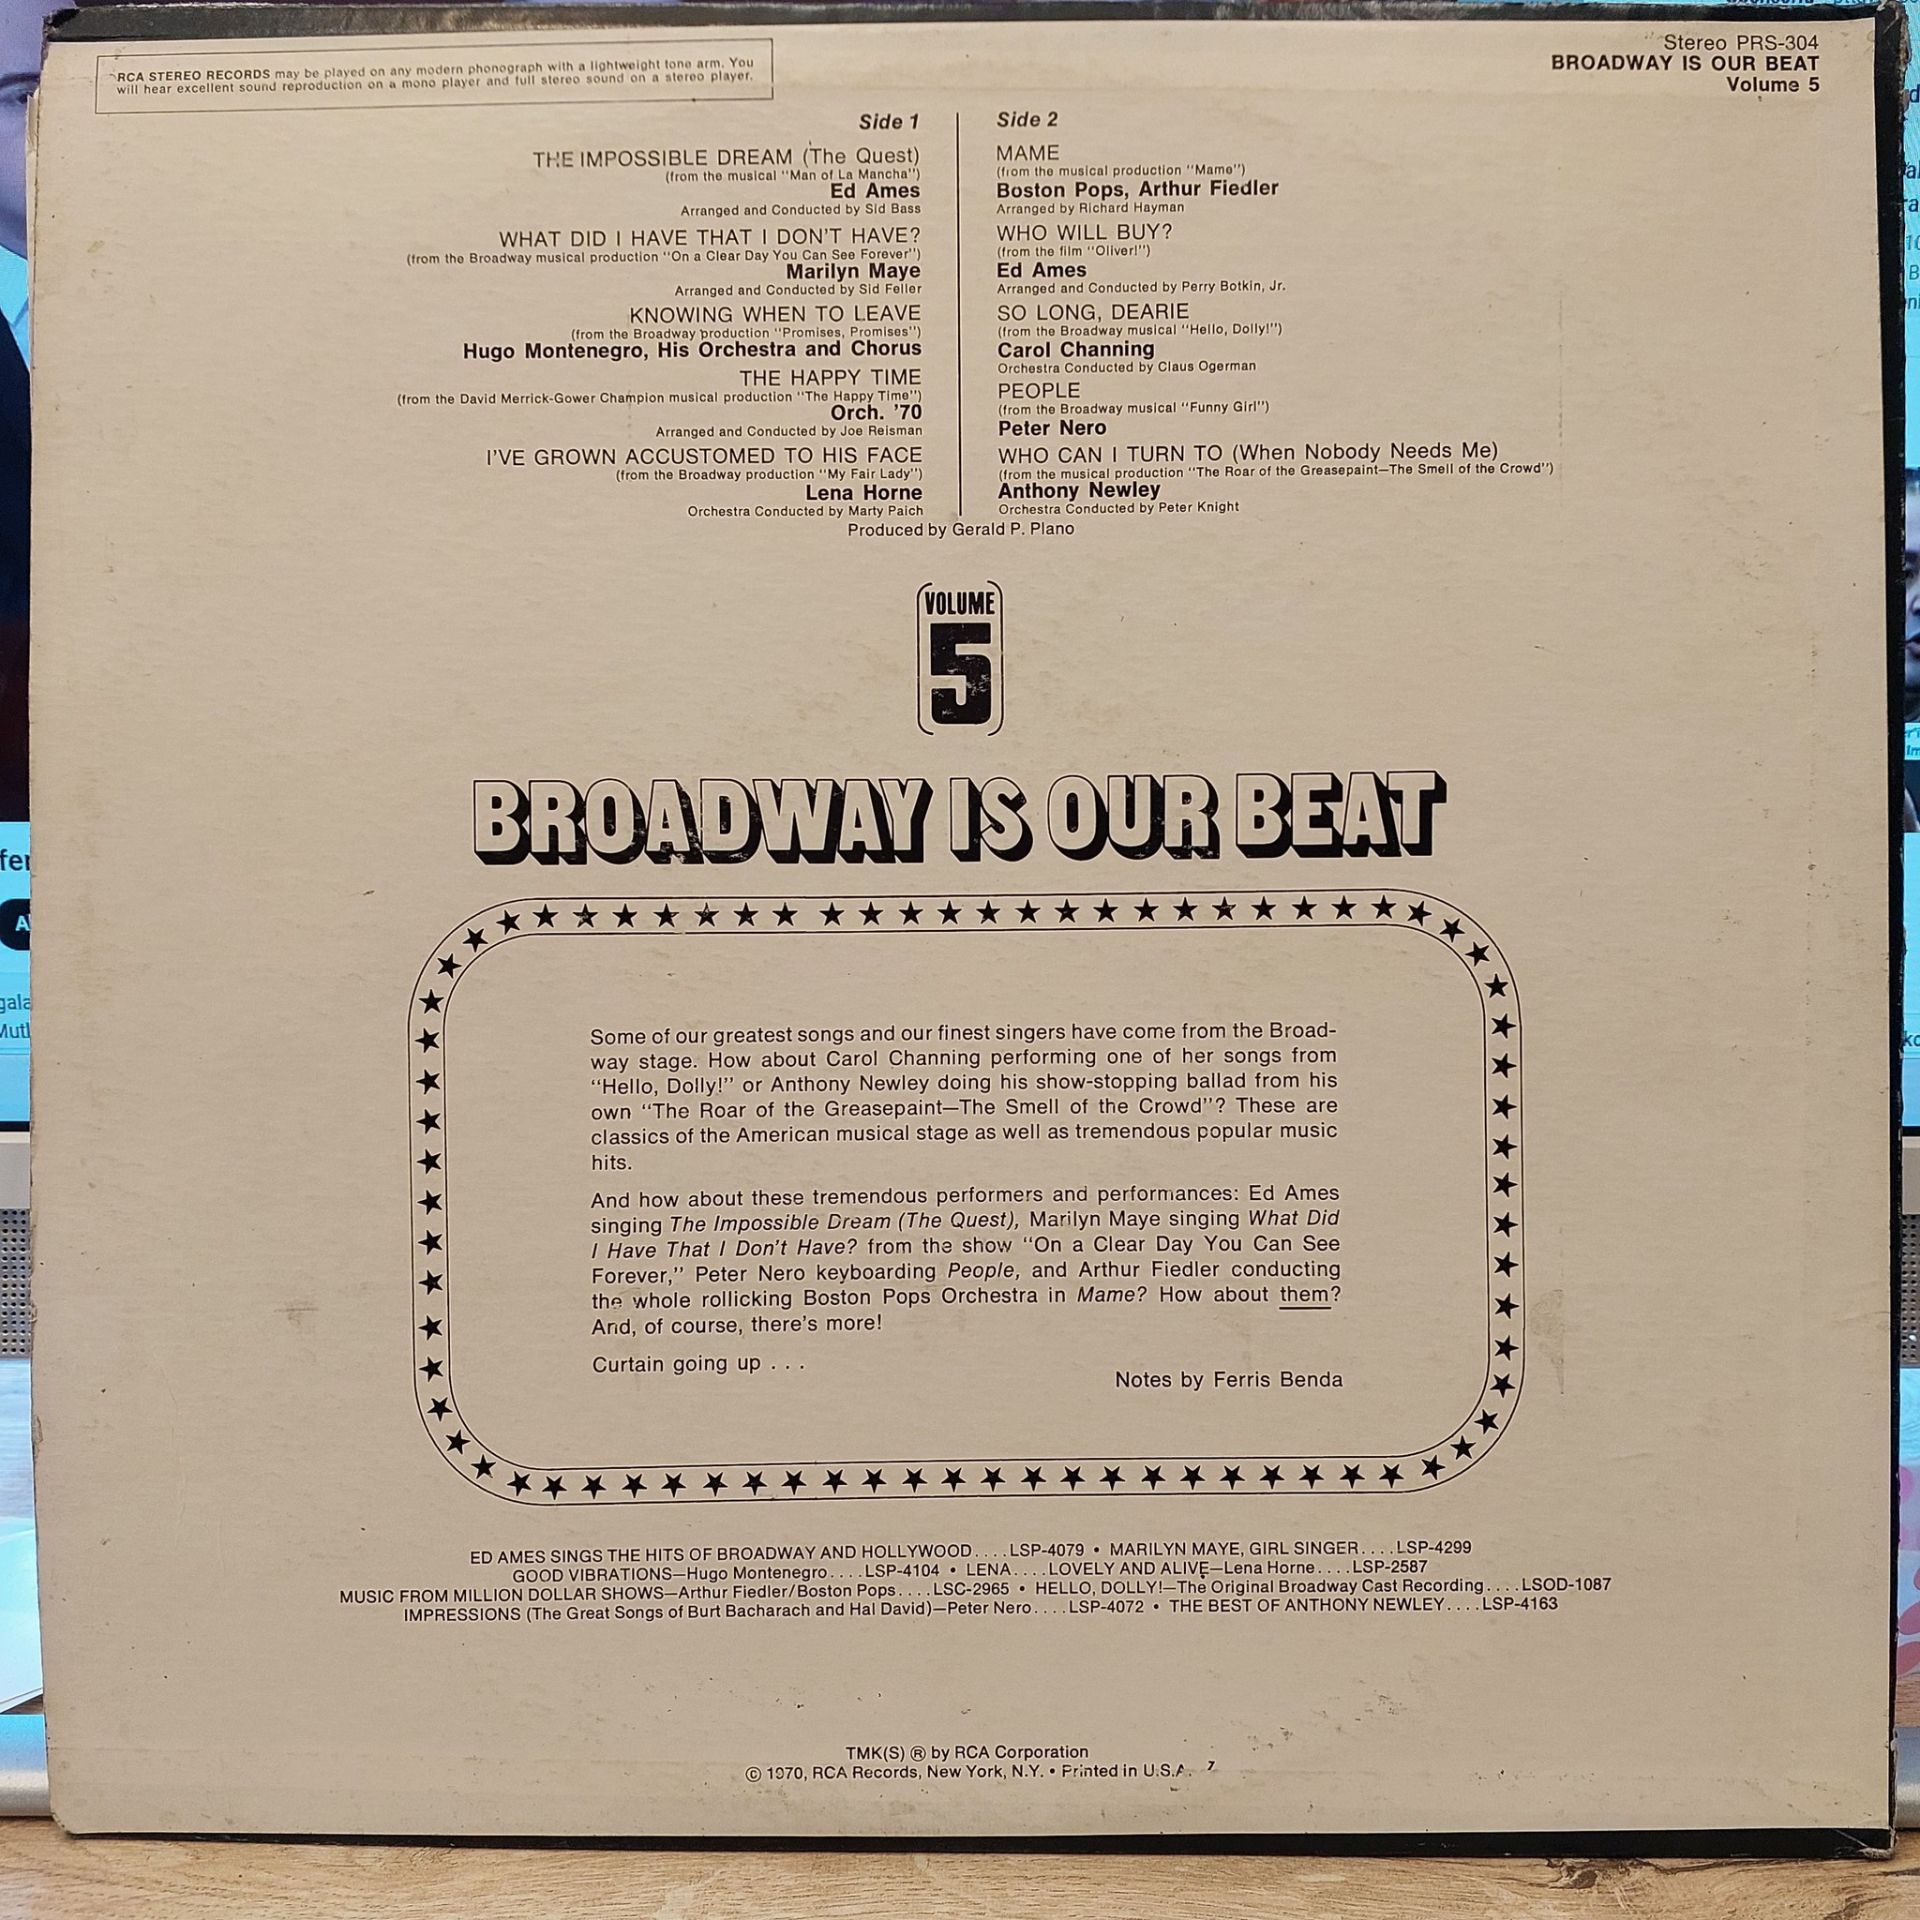 RCA STEREO RECORDS may be played on any modern phonograph with a lightweight tone arm. You
will hear excellent sound reproduction on a mono player and full stereo sound on a stereo player.
Stereo PRS-304
BROADWAY IS OUR BEAT
Volume 5
Side 1
THE IMPOSSIBLE DREAM (The Quest)
(from the musical "Man of La Mancha")
Ed Ames
Arranged and Conducted by Sid Bass
WHAT DID I HAVE THAT I DON'T HAVE?
(from the Broadway musical production "On a Clear Day You Can See Forever")
Marilyn Maye
Arranged and Conducted by Sid Feller
KNOWING WHEN TO LEAVE
(from the Broadway production "Promises, Promises")
Hugo Montenegro, His Orchestra and Chorus
THE HAPPY TIME
(from the David Merrick-Gower Champion musical production "The Happy Time")
Orch. '70
Arranged and Conducted by Joe Reisman
I'VE GROWN ACCUSTOMED TO HIS FACE
(from the Broadway production "My Fair Lady")
Lena Horne
Orchestra Conducted by Marty Paich
Side 2
MAME
(from the musical production "Mame")
Boston Pops, Arthur Fiedler
Arranged by Richard Hayman
WHO WILL BUY?
(from the film "Oliver!")
Ed Ames
Arranged and Conducted by Perry Botkin, Jr.
SO LONG, DEARIE
(from the Broadway musical "Hello, Dolly!")
Carol Channing
Orchestra Conducted by Claus Ogerman
PEOPLE
(from the Broadway musical "Funny Girl")
Peter Nero
WHO CAN I TURN TO (When Nobody Needs Me)
(from the musical production "The Roar of the Greasepaint—The Smell of the Crowd")
Anthony Newley
Orchestra Conducted by Peter Knight
Produced by Gerald P. Plano
VOLUME
5
BROADWAY IS OUR BEAT
Some of our greatest songs and our finest singers have come from the Broad-
way stage. How about Carol Channing performing one of her songs from
"Hello, Dolly!" or Anthony Newley doing his show-stopping ballad from his
own "The Roar of the Greasepaint—The Smell of the Crowd"? These are
classics of the American musical stage as well as tremendous popular music
hits.
And how about these tremendous performers and performances: Ed Ames
singing The Impossible Dream (The Quest), Marilyn Maye singing What Did
I Have That I Don't Have? from the show "On a Clear Day You Can See
Forever," Peter Nero keyboarding People, and Arthur Fiedler conducting
the whole rollicking Boston Pops Orchestra in Mame? How about them?
And, of course, there's more!
Curtain going up . . .
Notes by Ferris Benda
ED AMES SINGS THE HITS OF BROADWAY AND HOLLYWOOD....LSP-4079 • MARILYN MAYE, GIRL SINGER....LSP-4299
GOOD VIBRATIONS—Hugo Montenegro....LSP-4104 • LENA....LOVELY AND ALIVE—Lena Horne....LSP-2587
MUSIC FROM MILLION DOLLAR SHOWS—Arthur Fiedler/Boston Pops....LSC-2965 • HELLO, DOLLY!—The Original Broadway Cast Recording....LSOD-1087
IMPRESSIONS (The Great Songs of Burt Bacharach and Hal David)—Peter Nero....LSP-4072 • THE BEST OF ANTHONY NEWLEY....LSP-4163
TMK(S) ® by RCA Corporation
© 1970, RCA Records, New York, N.Y. • Printed in U.S.A. 7